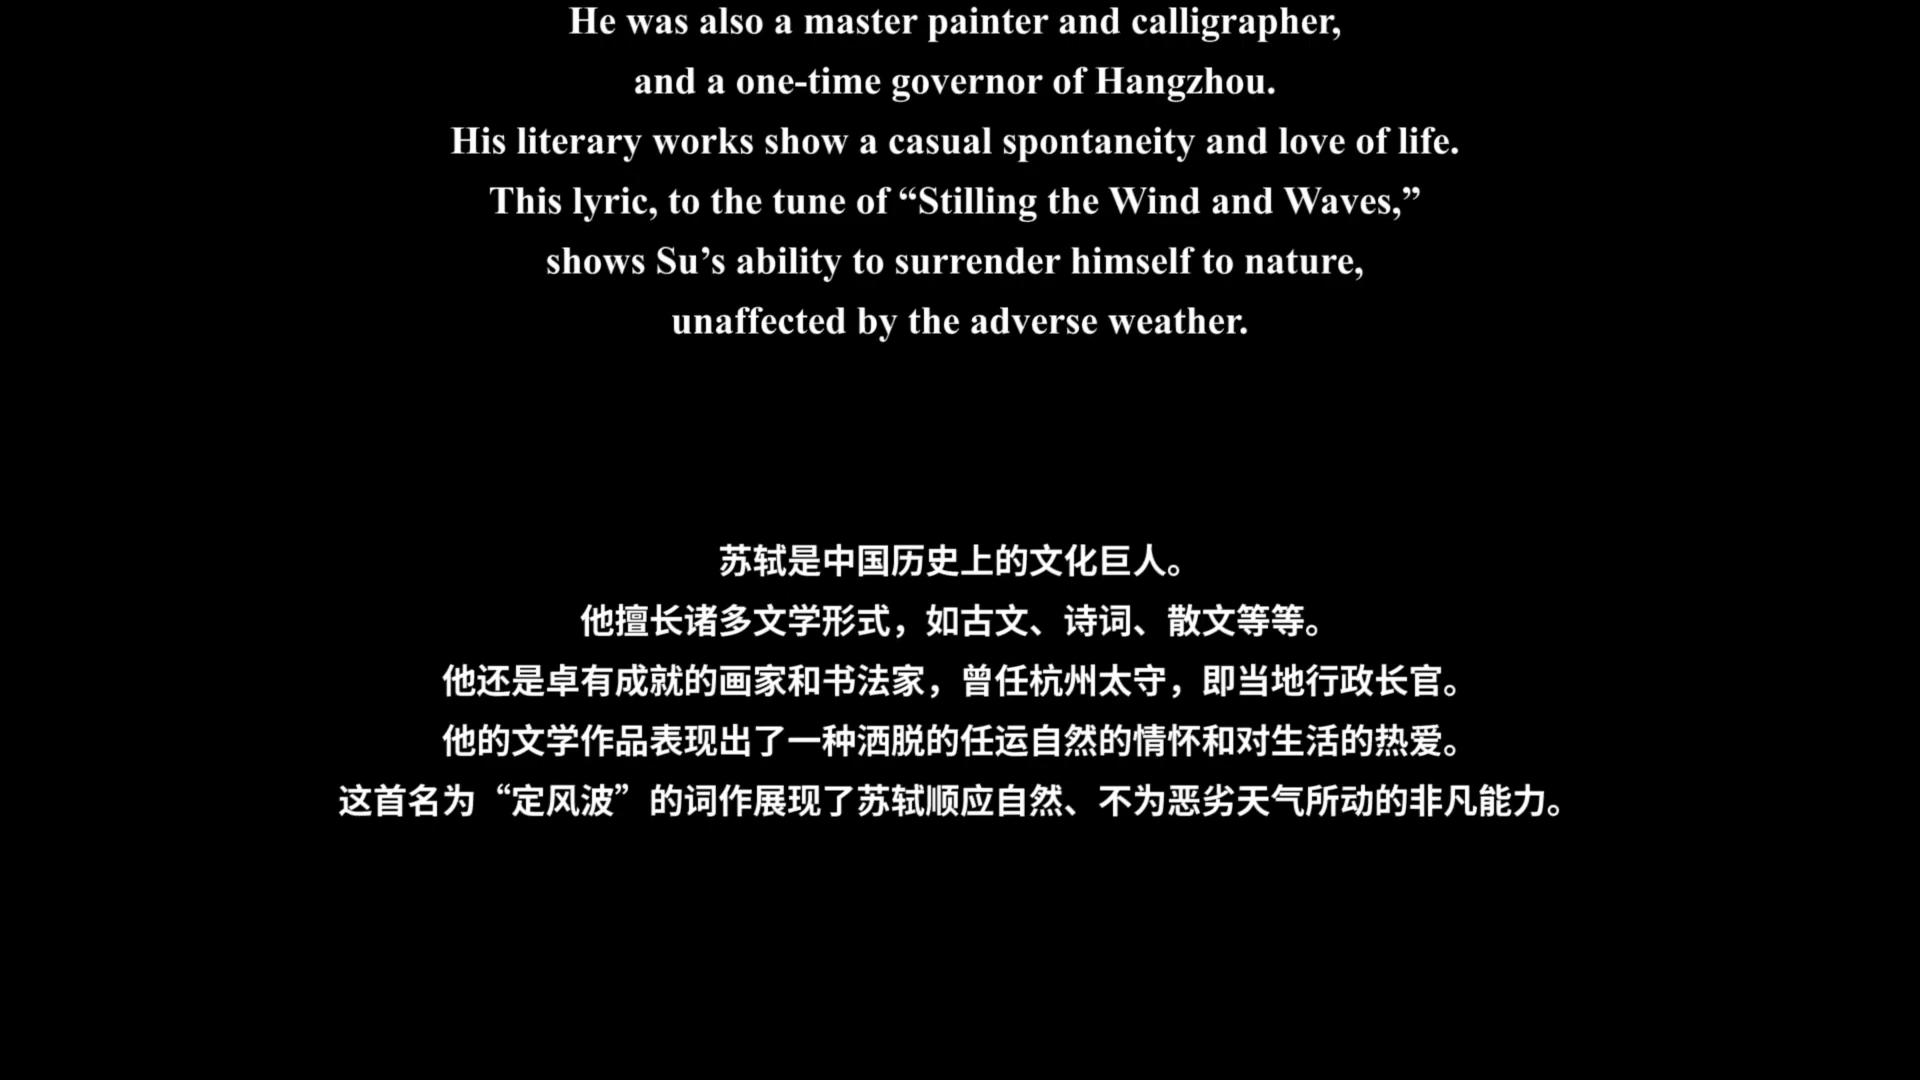 He was also a master painter and calligrapher,
and a one-time governor of Hangzhou.
His literary works show a casual spontaneity and love of life.
This lyric, to the tune of “Stilling the Wind and Waves,”
shows Su’s ability to surrender himself to nature,
unaffected by the adverse weather.
苏轼是中国历史上的文化巨人。
他擅长诸多文学形式，如古文、诗词、散文等等。
他还是卓有成就的画家和书法家，曾任杭州太守，即当地行政长官。
他的文学作品表现出了一种洒脱的任运自然的情怀和对生活的热爱。
这首名为“定风波”的词作展现了苏轼顺应自然、不为恶劣天气所动的非凡能力。